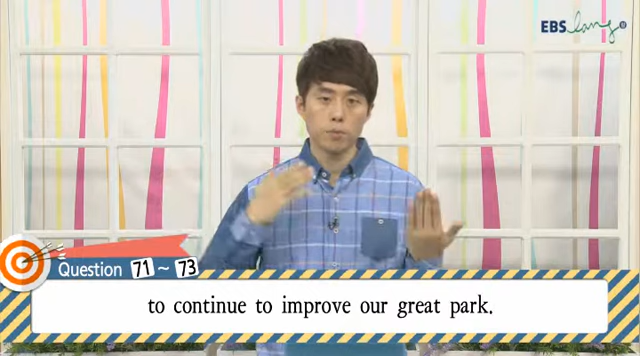 EBS lang
Question 71 ~ 73
to continue to improve our great park.